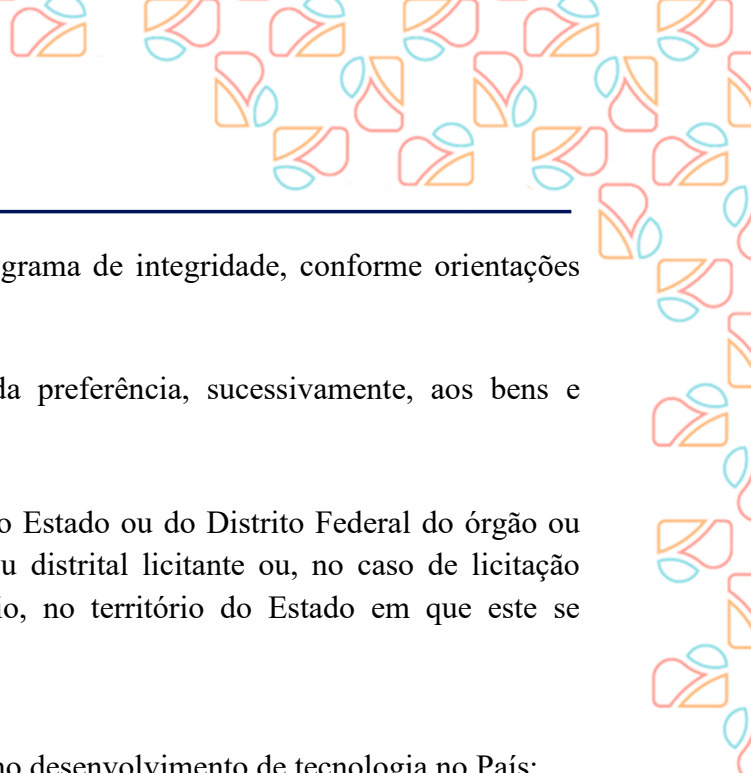 grama de integridade, conforme orientações
da preferência, sucessivamente, aos bens e
o Estado ou do Distrito Federal do órgão ou
u distrital licitante ou, no caso de licitação
io, no território do Estado em que este se
no desenvolvimento de tecnologia no País;